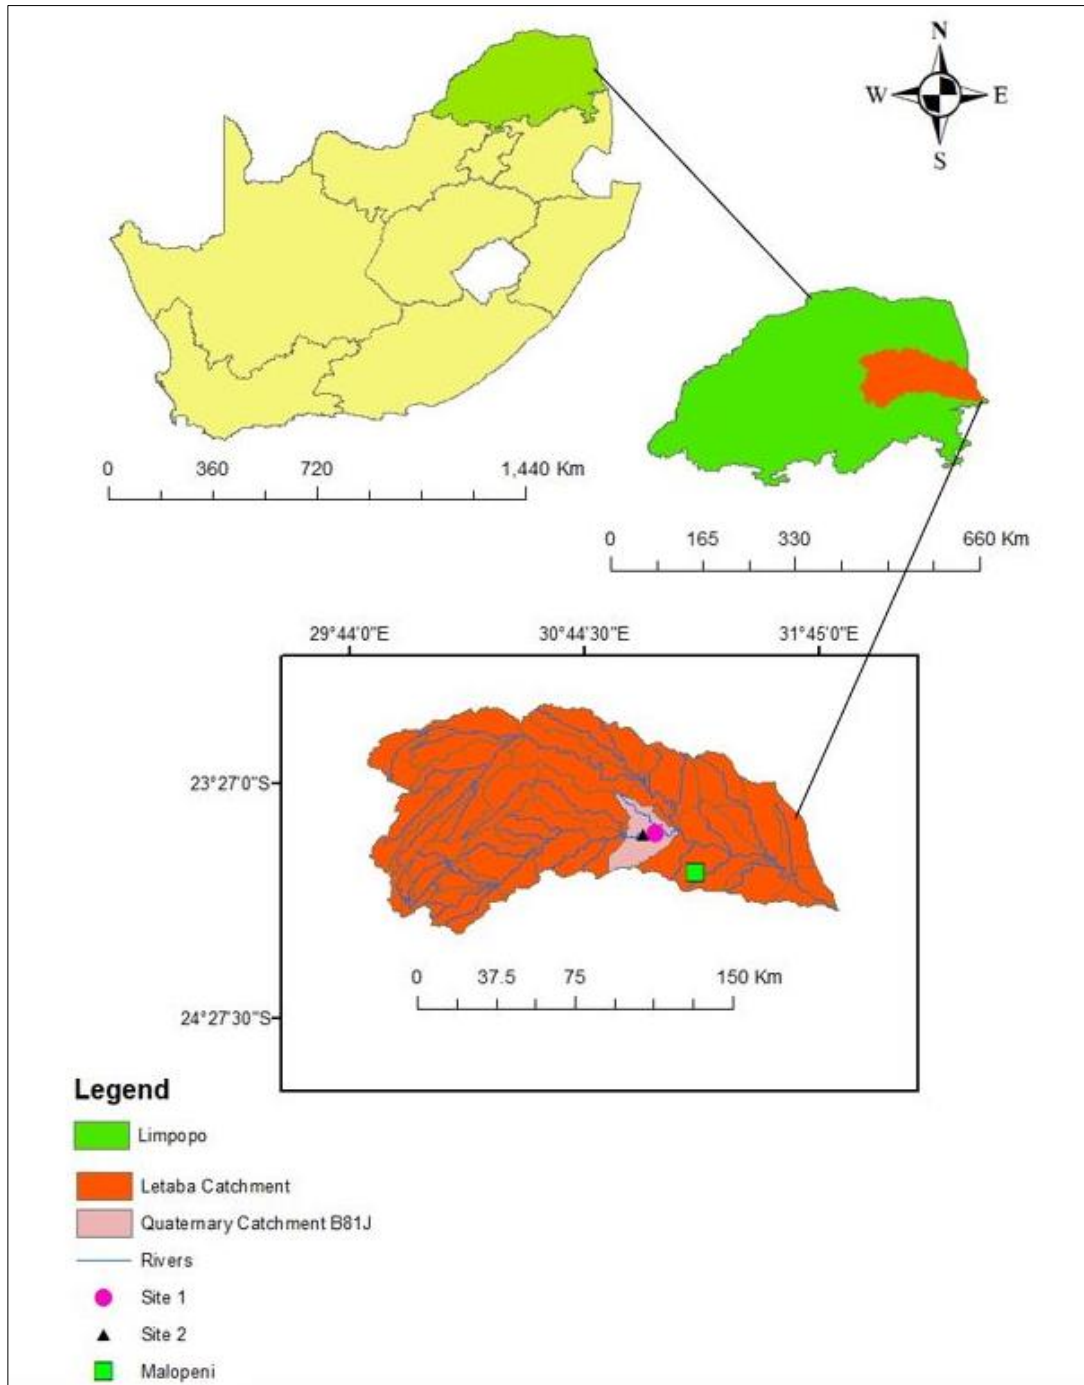 N
W E
S
0 360 720 1,440 Km
0 165 330 660 Km
29°44'0"E 30°44'30"E 31°45'0"E
23°27'0"S
0 37.5 75 150 Km
24°27'30"S
Legend
Limpopo
Letaba Catchment
Quaternary Catchment B81J
Rivers
Site 1
Site 2
Malopeni